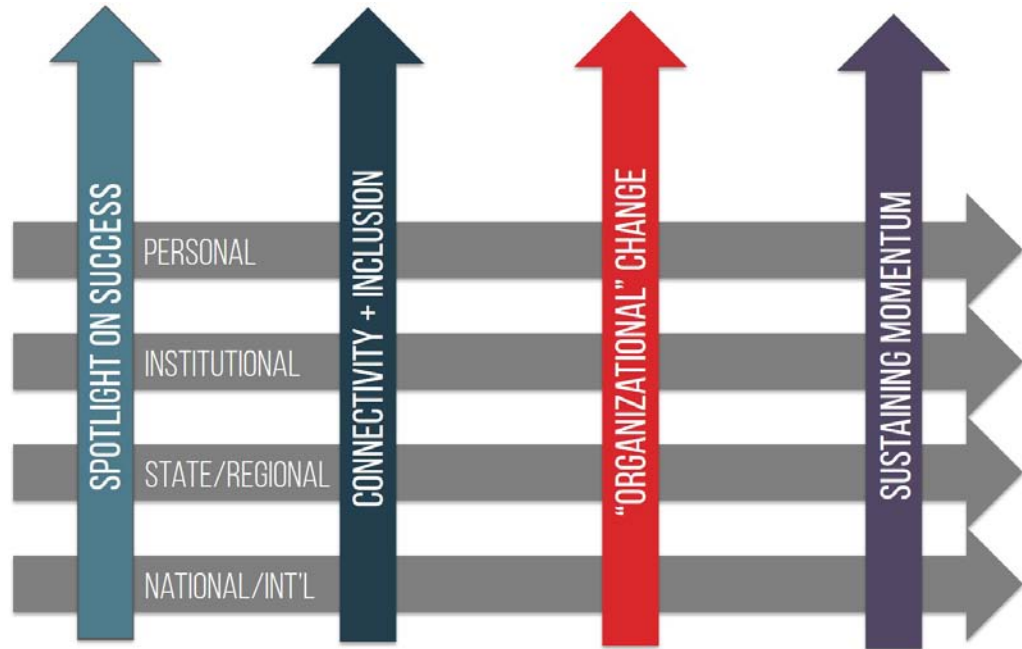 SPOTLIGHT ON SUCCESS
CONNECTIVITY + INCLUSION
"ORGANIZATIONAL" CHANGE
SUSTAINING MOMENTUM
PERSONAL
INSTITUTIONAL
STATE/REGIONAL
NATIONAL/INT'L